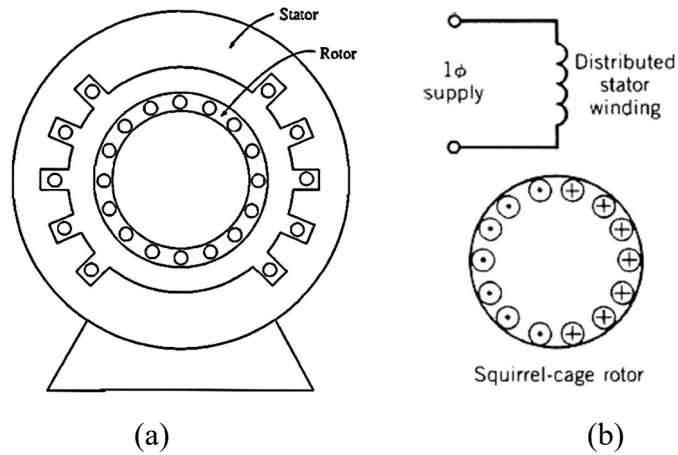 Stator
Rotor
1ϕ
supply
Distributed
stator
winding
Squirrel-cage rotor
(a)
(b)